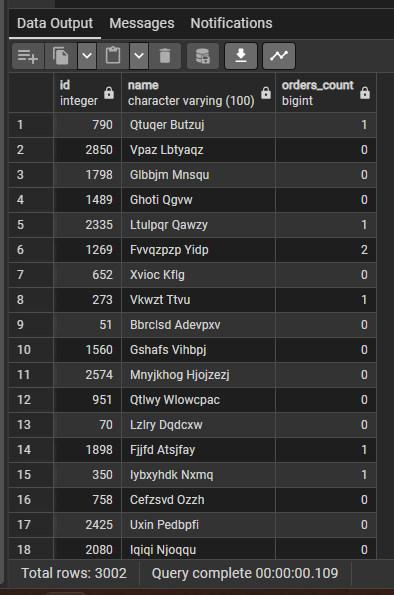 Data Output Messages Notifications
id name orders_count
integer character varying (100) bigint
1 790 Qtuqer Butzuj 1
2 2850 Vpaz Lbtyaqz 0
3 1798 Glbbjm Mnsqu 0
4 1489 Ghoti Qgvw 0
5 2335 Ltulpqr Qawzy 1
6 1269 Fvvqzpzp Yidp 2
7 652 Xvioc Kflg 0
8 273 Vkwzt Ttvu 1
9 51 Bbrclsd Adevpxv 0
10 1560 Gshafs Vihbpj 0
11 2574 Mnyjkhog Hjojzezj 0
12 951 Qtlwy Wlowcpac 0
13 70 Lzlry Dqdcxw 0
14 1898 Fjjfd Atsjfay 1
15 350 Iybxyhdk Nxmq 1
16 758 Cefzsvd Ozzh 0
17 2425 Uxin Pedbpfi 0
18 2080 Iqiqi Njoqqu 0
Total rows: 3002 Query complete 00:00:00.109